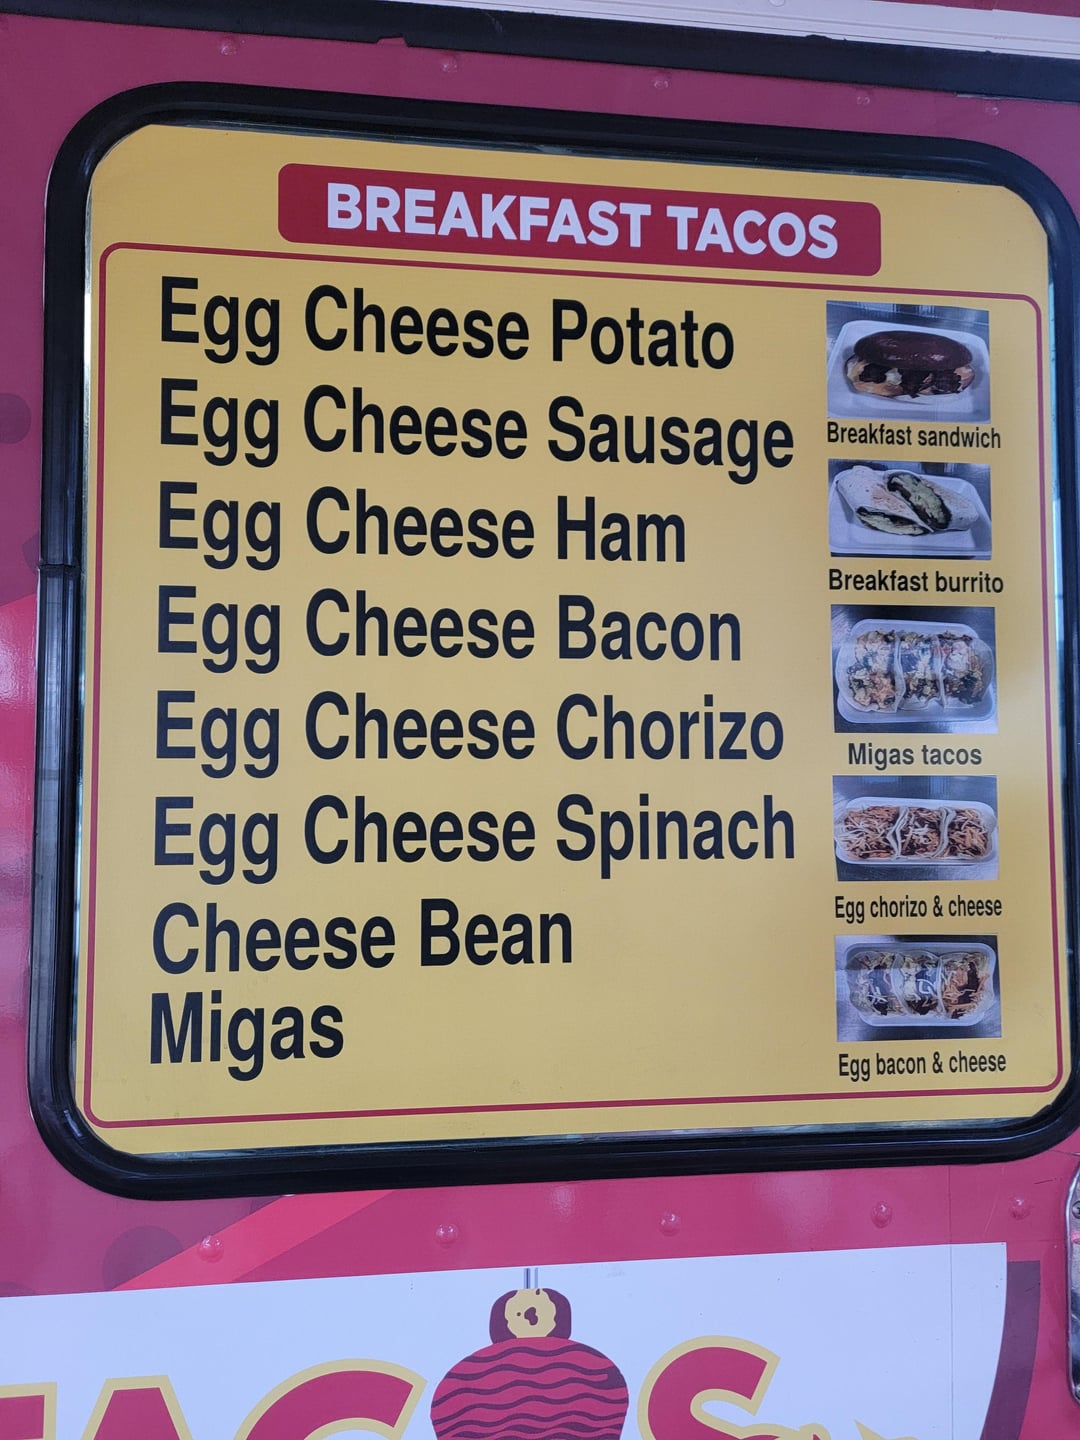 BREAKFAST TACOS
Egg Cheese Potato
Egg Cheese Sausage
Egg Cheese Ham
Egg Cheese Bacon
Egg Cheese Chorizo
Egg Cheese Spinach
Cheese Bean
Migas
Breakfast sandwich
Breakfast burrito
Migas tacos
Egg chorizo & cheese
Egg bacon & cheese
TACOS